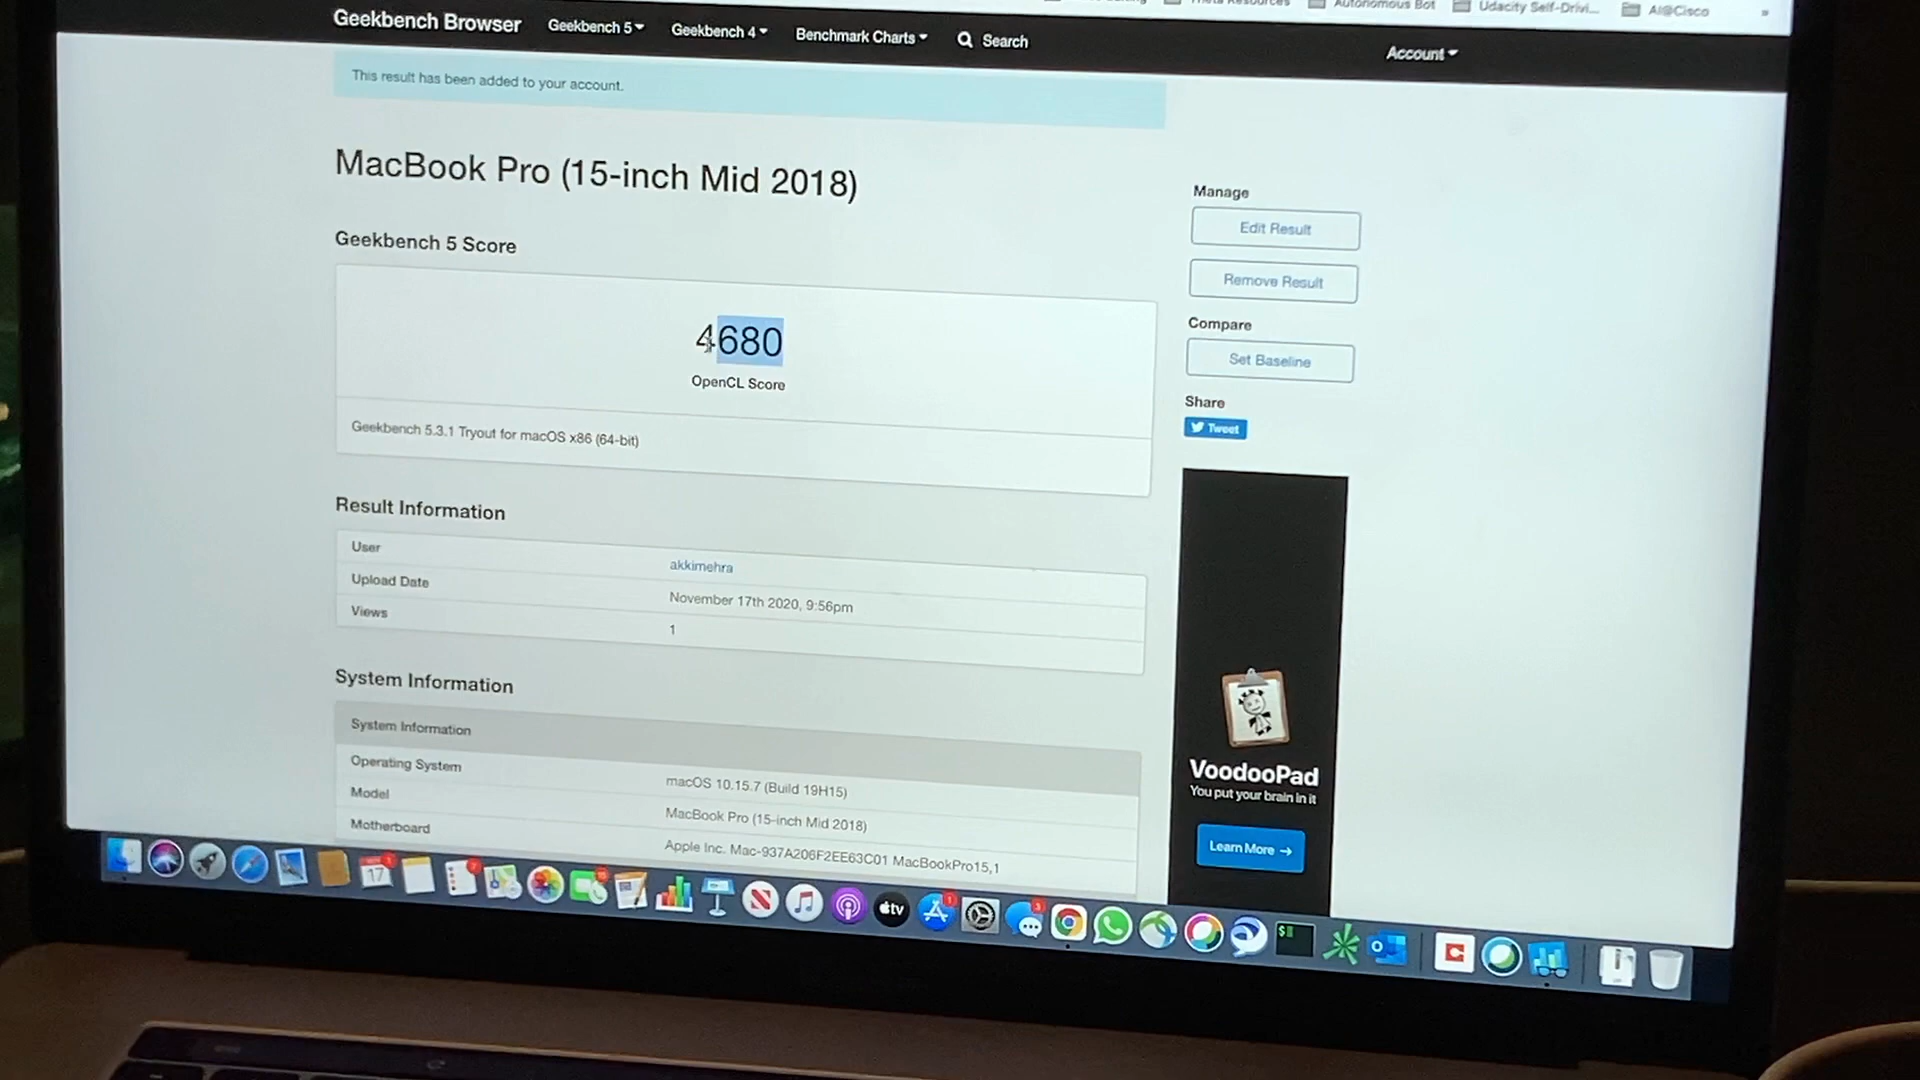 Autonomous Bot
Udacity Self-Drivi...
AI@Cisco
»
Geekbench Browser
Geekbench 5
Geekbench 4
Benchmark Charts
Search
Account
This result has been added to your account.
MacBook Pro (15-inch Mid 2018)
Geekbench 5 Score
4680
OpenCL Score
Geekbench 5.3.1 Tryout for macOS x86 (64-bit)
Manage
Edit Result
Remove Result
Compare
Set Baseline
Share
Tweet
Result Information
User akkimehra
Upload Date November 17th 2020, 9:56pm
Views 1
System Information
System Information
Operating System macOS 10.15.7 (Build 19H15)
Model MacBook Pro (15-inch Mid 2018)
Motherboard Apple Inc. Mac-937A206F2EE63C01 MacBookPro15,1
VoodooPad
You put your brain in it
Learn More →
17
tv